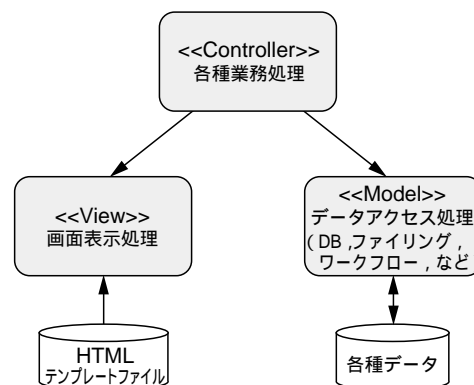 <<Controller>>
各種業務処理
<<View>>
画面表示処理
<<Model>>
データアクセス処理
(DB,ファイリング,
ワークフロー,など
HTML
テンプレートファイル
各種データ